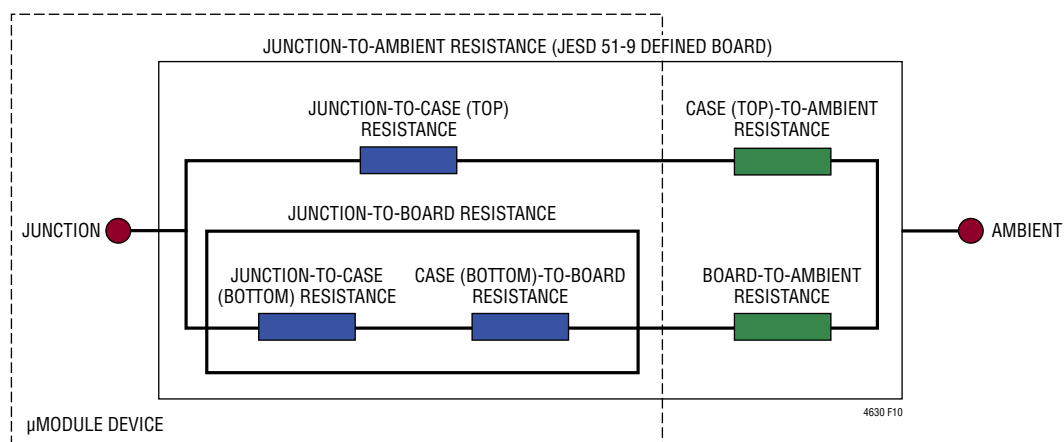 JUNCTION-TO-AMBIENT RESISTANCE (JESD 51-9 DEFINED BOARD)
JUNCTION-TO-CASE (TOP)
RESISTANCE
CASE (TOP)-TO-AMBIENT
RESISTANCE
JUNCTION-TO-BOARD RESISTANCE
JUNCTION
AMBIENT
JUNCTION-TO-CASE
(BOTTOM) RESISTANCE
CASE (BOTTOM)-TO-BOARD
RESISTANCE
BOARD-TO-AMBIENT
RESISTANCE
4630 F10
µMODULE DEVICE